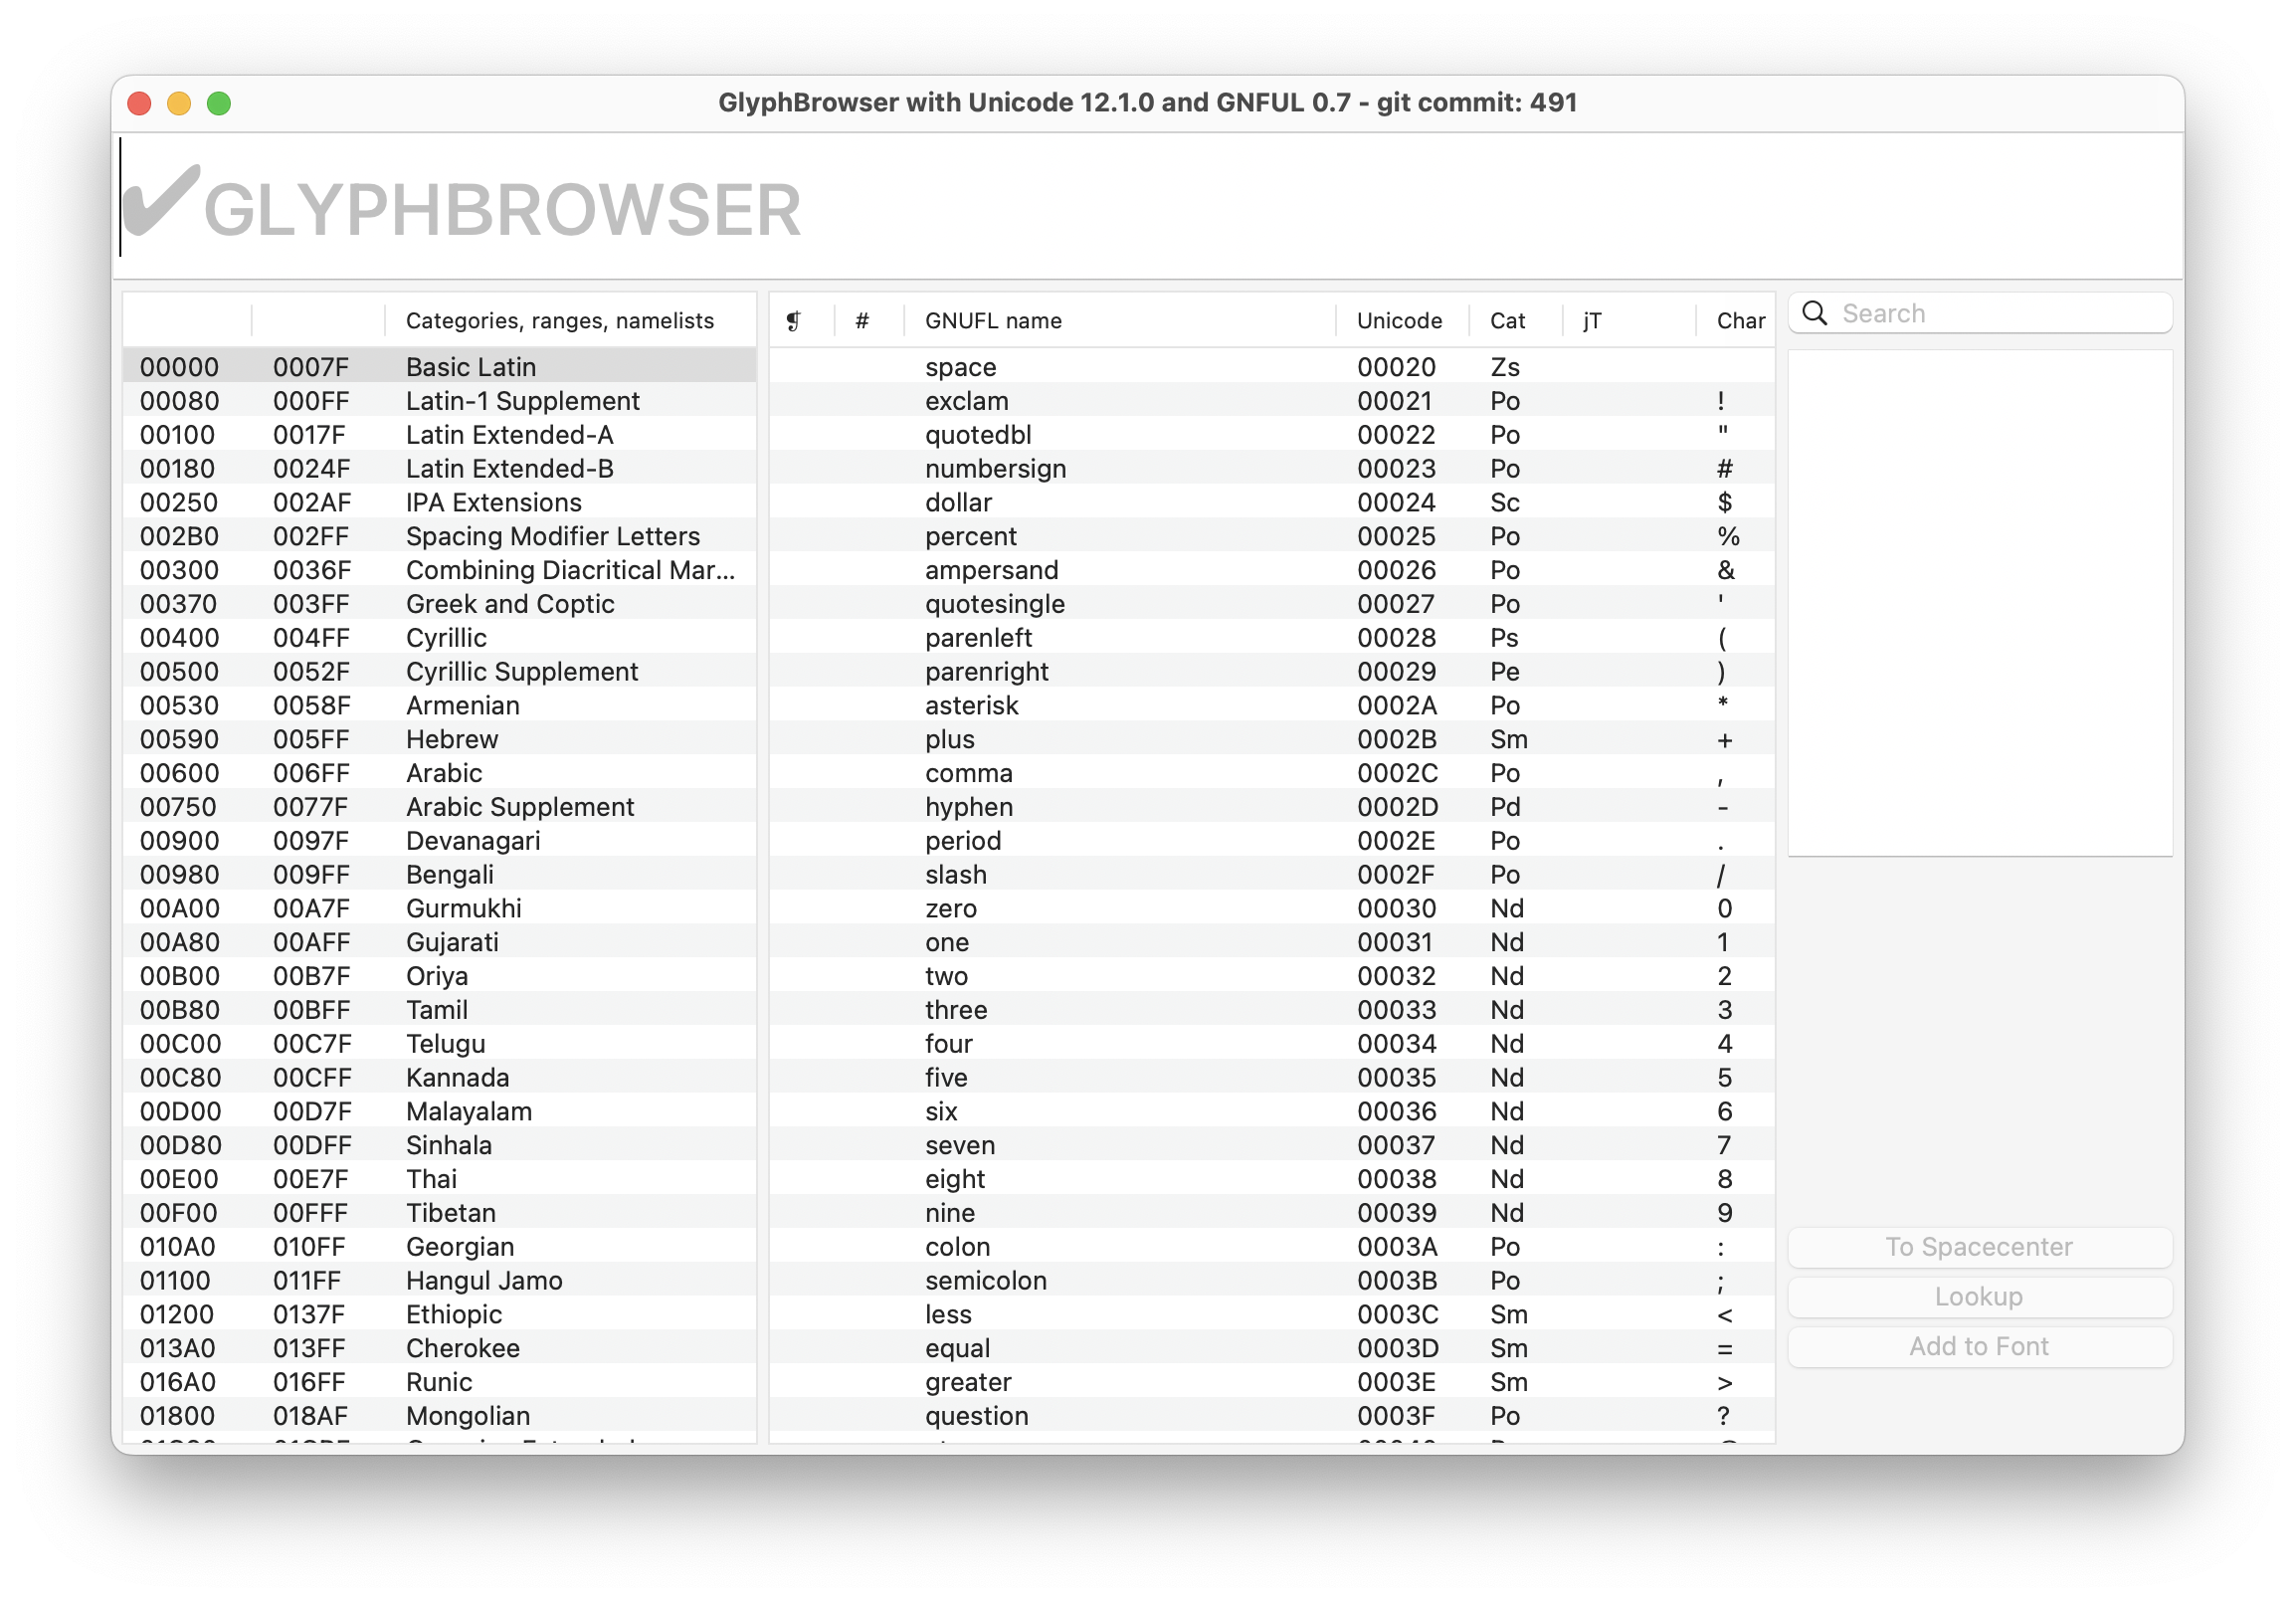 GlyphBrowser with Unicode 12.1.0 and GNFUL 0.7 - git commit: 491
✔GLYPHBROWSER
Categories, ranges, namelists
00000 0007F Basic Latin
00080 000FF Latin-1 Supplement
00100 0017F Latin Extended-A
00180 0024F Latin Extended-B
00250 002AF IPA Extensions
002B0 002FF Spacing Modifier Letters
00300 0036F Combining Diacritical Mar...
00370 003FF Greek and Coptic
00400 004FF Cyrillic
00500 0052F Cyrillic Supplement
00530 0058F Armenian
00590 005FF Hebrew
00600 006FF Arabic
00750 0077F Arabic Supplement
00900 0097F Devanagari
00980 009FF Bengali
00A00 00A7F Gurmukhi
00A80 00AFF Gujarati
00B00 00B7F Oriya
00B80 00BFF Tamil
00C00 00C7F Telugu
00C80 00CFF Kannada
00D00 00D7F Malayalam
00D80 00DFF Sinhala
00E00 00E7F Thai
00F00 00FFF Tibetan
010A0 010FF Georgian
01100 011FF Hangul Jamo
01200 0137F Ethiopic
013A0 013FF Cherokee
016A0 016FF Runic
01800 018AF Mongolian
❡ # GNUFL name Unicode Cat jT Char
space 00020 Zs
exclam 00021 Po !
quotedbl 00022 Po "
numbersign 00023 Po #
dollar 00024 Sc $
percent 00025 Po %
ampersand 00026 Po &
quotesingle 00027 Po '
parenleft 00028 Ps (
parenright 00029 Pe )
asterisk 0002A Po *
plus 0002B Sm +
comma 0002C Po ,
hyphen 0002D Pd -
period 0002E Po .
slash 0002F Po /
zero 00030 Nd 0
one 00031 Nd 1
two 00032 Nd 2
three 00033 Nd 3
four 00034 Nd 4
five 00035 Nd 5
six 00036 Nd 6
seven 00037 Nd 7
eight 00038 Nd 8
nine 00039 Nd 9
colon 0003A Po :
semicolon 0003B Po ;
less 0003C Sm <
equal 0003D Sm =
greater 0003E Sm >
question 0003F Po ?
Search
To Spacecenter
Lookup
Add to Font